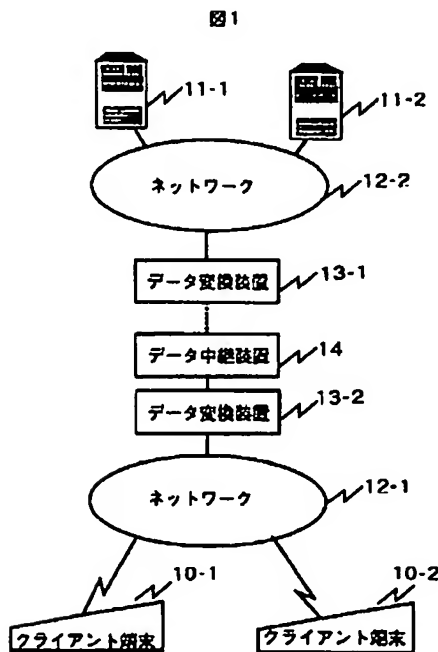 図1
11-1
11-2
ネットワーク
12-2
データ変換装置
13-1
データ中継装置
14
データ変換装置
13-2
ネットワーク
12-1
10-1
10-2
クライアント端末
クライアント端末